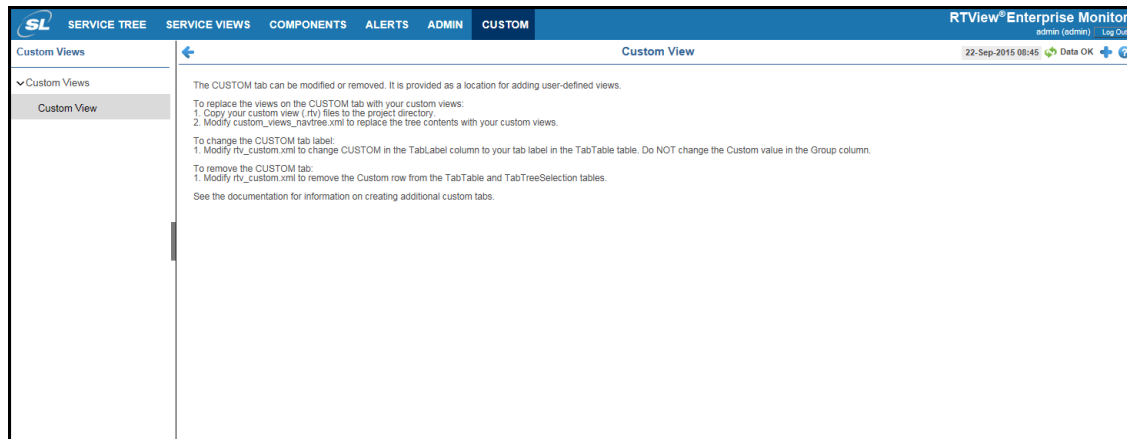 SL SERVICE TREE SERVICE VIEWS COMPONENTS ALERTS ADMIN CUSTOM
RTView®Enterprise Monitor
admin (admin) Log Out
Custom Views
Custom View
22-Sep-2015 08:45 Data OK
Custom Views
Custom View
The CUSTOM tab can be modified or removed. It is provided as a location for adding user-defined views.
To replace the views on the CUSTOM tab with your custom views:
1. Copy your custom view (.rtv) files to the project directory.
2. Modify custom_views_navtree.xml to replace the tree contents with your custom views.
To change the CUSTOM tab label:
1. Modify rtv_custom.xml to change CUSTOM in the TabLabel column to your tab label in the TabTable table. Do NOT change the Custom value in the Group column.
To remove the CUSTOM tab:
1. Modify rtv_custom.xml to remove the Custom row from the TabTable and TabTreeSelection tables.
See the documentation for information on creating additional custom tabs.